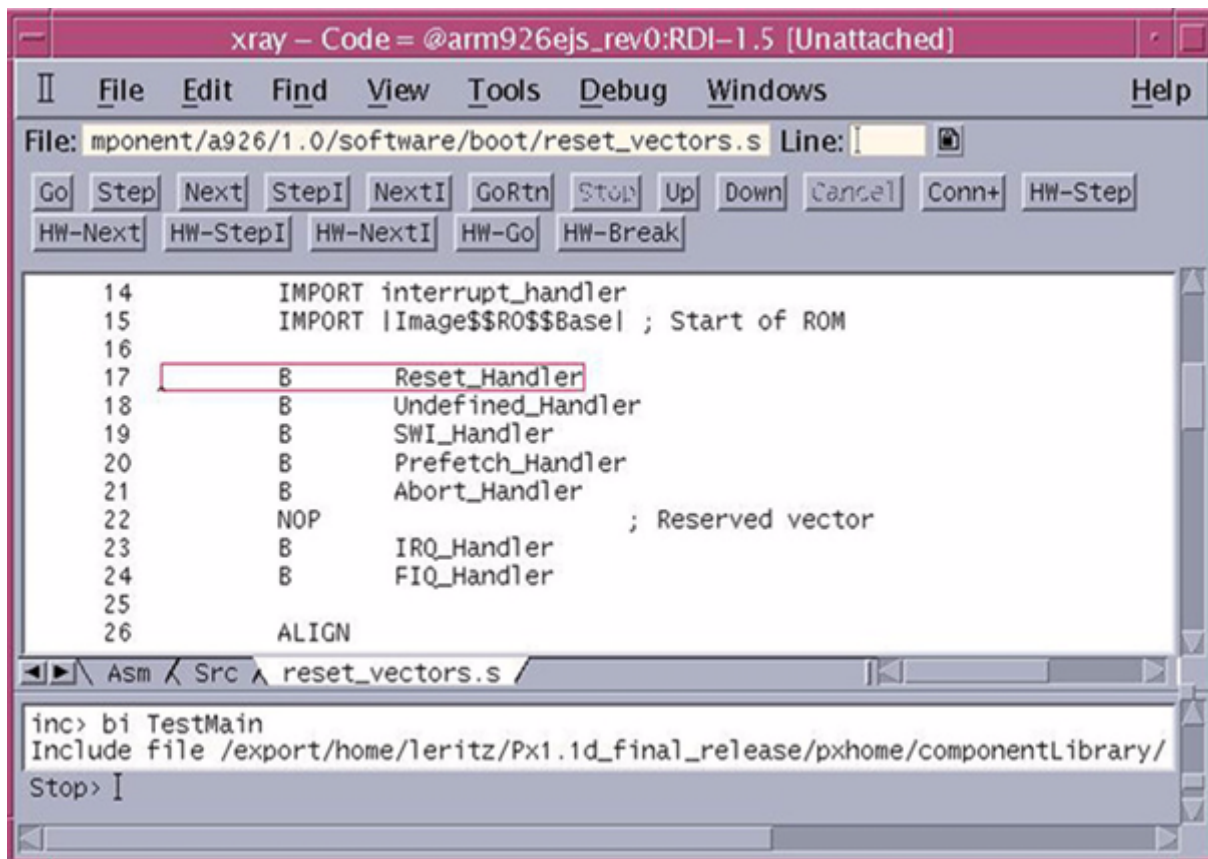 xray – Code = @arm926ejs_rev0:RDI–1.5 [Unattached]
File Edit Find View Tools Debug Windows Help
File: mponent/a926/1.0/software/boot/reset_vectors.s Line:
Go Step Next StepI NextI GoRtn Stop Up Down Cancel Conn+ HW-Step
HW-Next HW-StepI HW-NextI HW-Go HW-Break
14 IMPORT interrupt_handler
15 IMPORT |Image$$RO$$Base| ; Start of ROM
16
17 B Reset_Handler
18 B Undefined_Handler
19 B SWI_Handler
20 B Prefetch_Handler
21 B Abort_Handler
22 NOP ; Reserved vector
23 B IRQ_Handler
24 B FIQ_Handler
25
26 ALIGN
Asm Src reset_vectors.s
inc> bi TestMain
Include file /export/home/leritz/Px1.1d_final_release/pxhome/componentLibrary/
Stop>